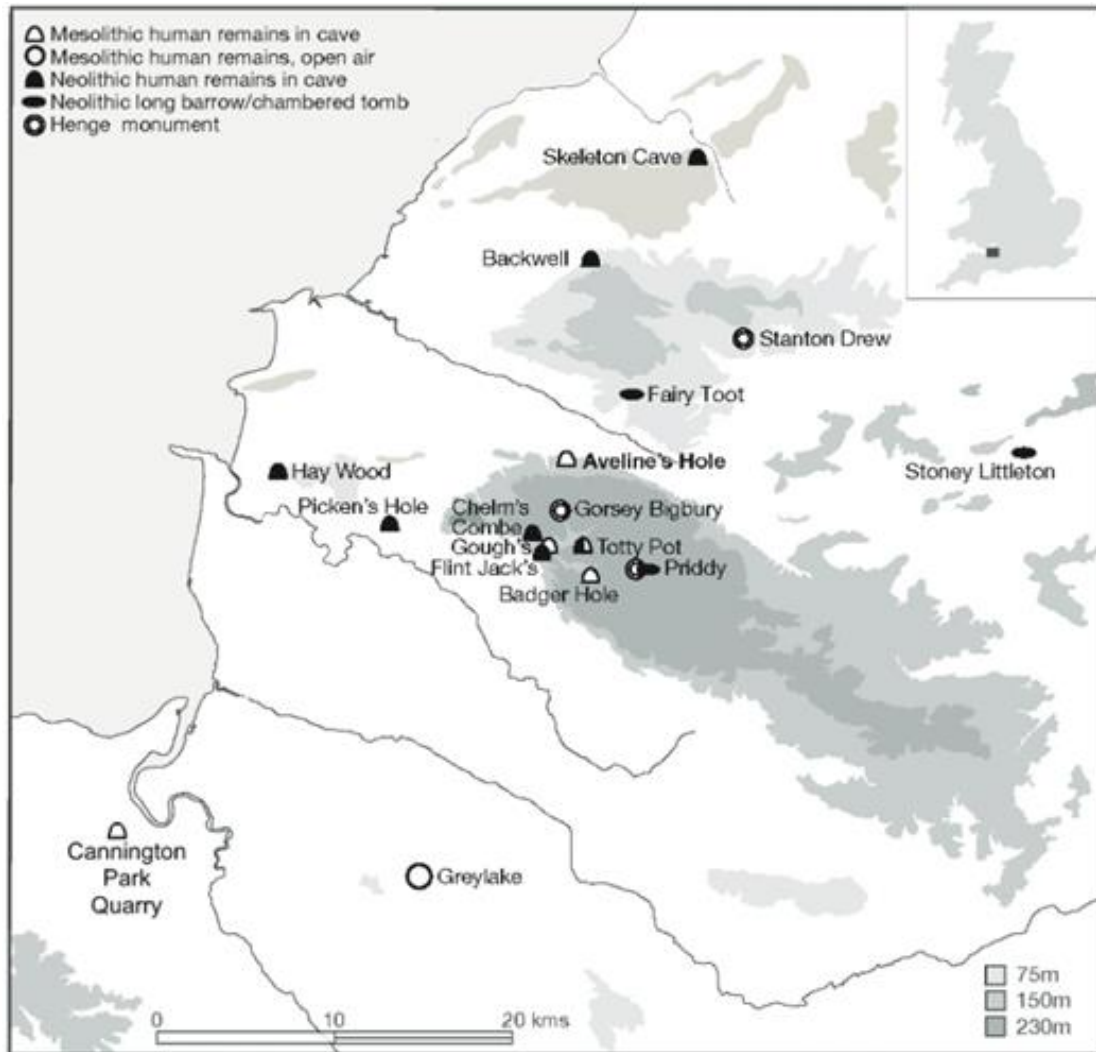 Mesolithic human remains in cave
Mesolithic human remains, open air
Neolithic human remains in cave
Neolithic long barrow/chambered tomb
Henge monument
Skeleton Cave
Backwell
Stanton Drew
Fairy Toot
Aveline's Hole
Stoney Littleton
Hay Wood
Picken's Hole
Chelm's
Combe
Gorsey Bigbury
Gough's
Totty Pot
Flint Jack's
Priddy
Badger Hole
Cannington
Park
Quarry
Greylake
75m
150m
230m
0 10 20 kms